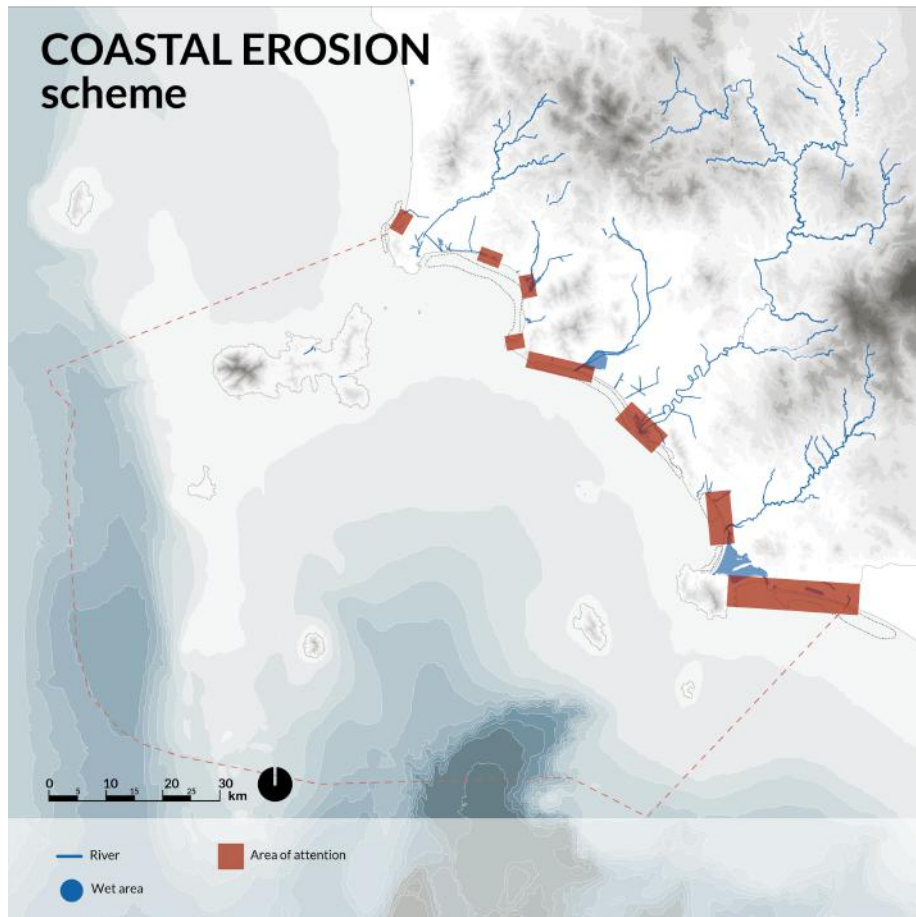 COASTAL EROSION
scheme
0 10 20 30
5 15 25 km
River
Area of attention
Wet area